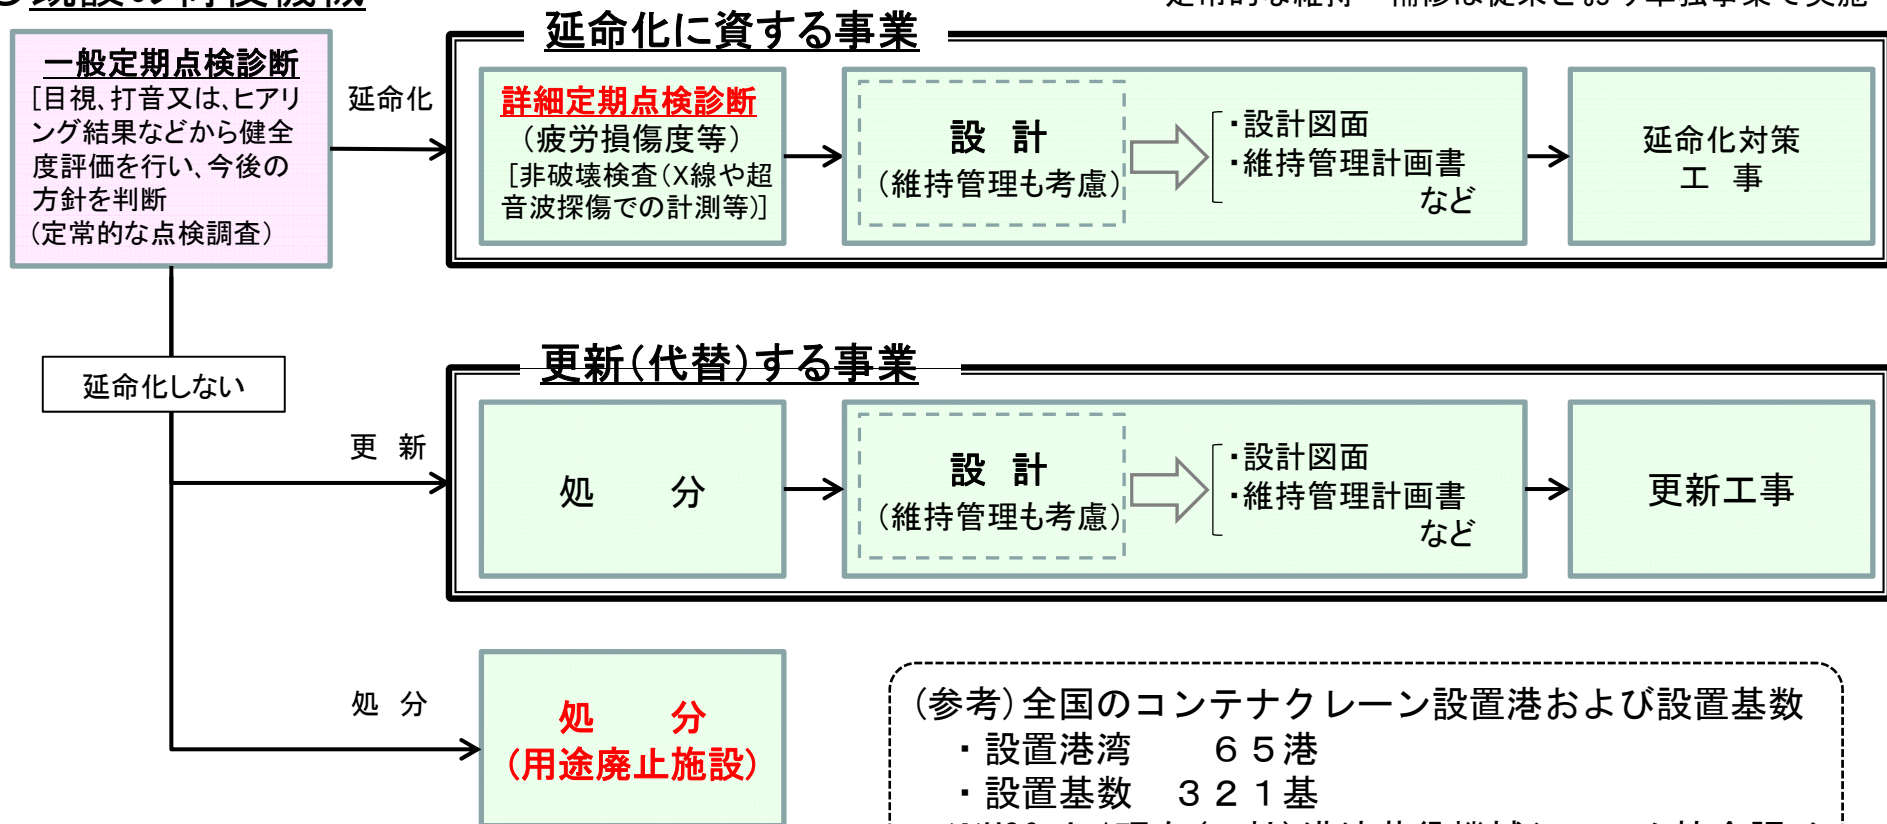 延命化に資する事業
一般定期点検診断
[目視、打音又は、ヒアリ
ング結果などから健全
度評価を行い、今後の
方針を判断
(定常的な点検調査)
延命化
詳細定期点検診断
(疲労損傷度等)
[非破壊検査(X線や超
音波探傷での計測等)]
設 計
(維持管理も考慮)
・設計図面
・維持管理計画書
など
延命化対策
工 事
延命化しない
更新(代替)する事業
更 新
処 分
設 計
(維持管理も考慮)
・設計図面
・維持管理計画書
など
更新工事
処 分
処 分
(用途廃止施設)
(参考)全国のコンテナクレーン設置港および設置基数
・設置港湾 65港
・設置基数 321基